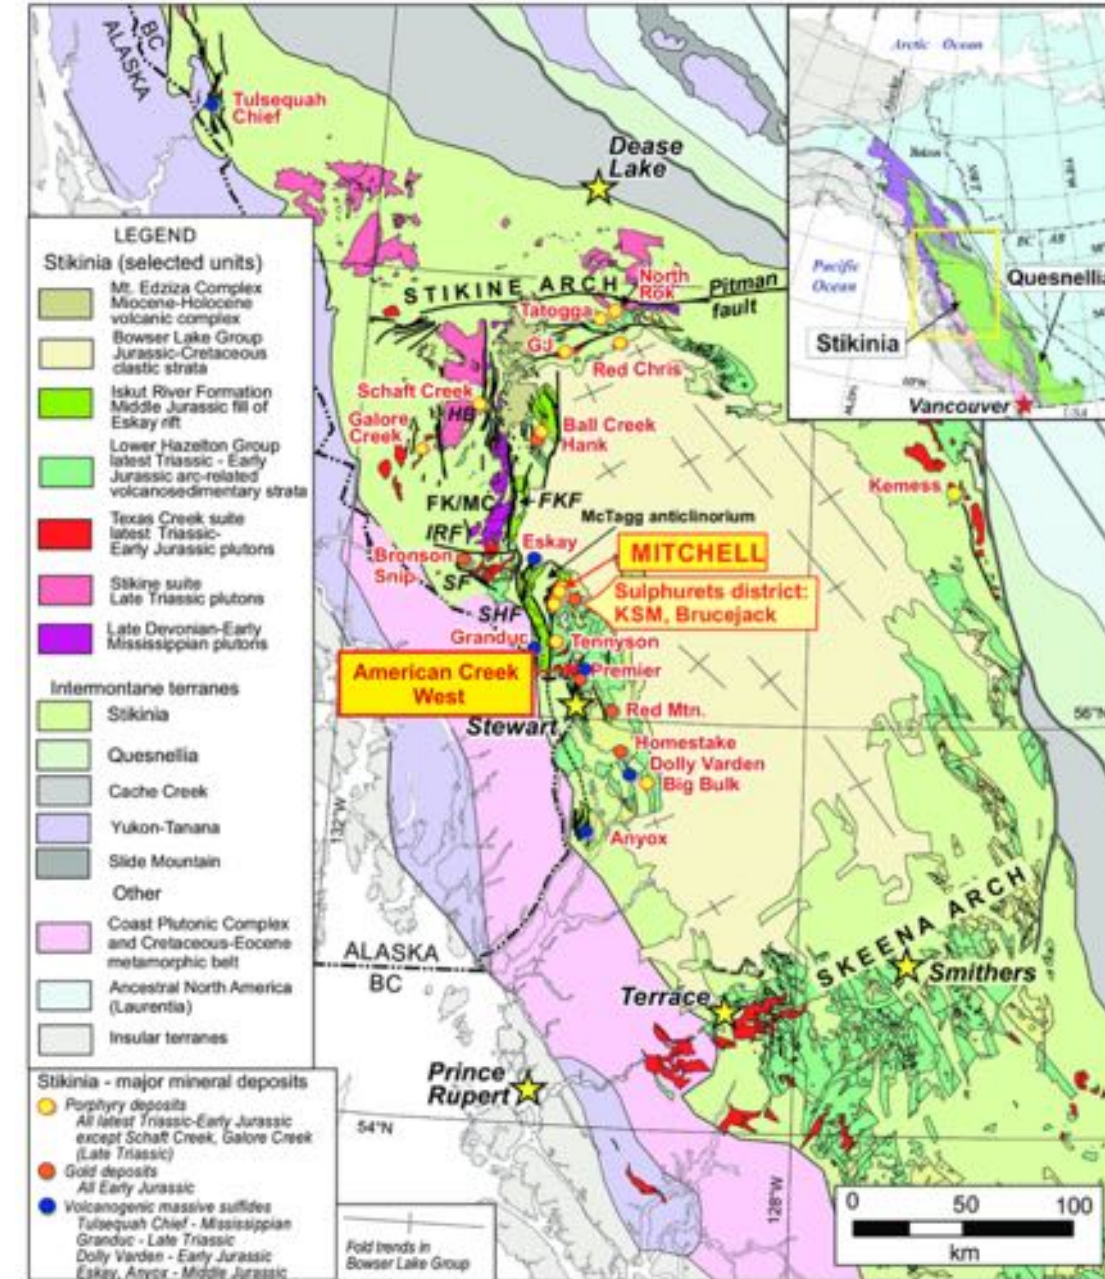 BC
ALASKA
Tulsequah
Chief
Dease
Lake
Arctic Ocean
Alaska
Yukon
NWT
BC
AB
Pacific
Ocean
Quesnellia
Stikinia
Vancouver
USA
LEGEND
Stikinia (selected units)
Mt. Edziza Complex
Miocene-Holocene
volcanic complex
Bowser Lake Group
Jurassic-Cretaceous
clastic strata
Iskut River Formation
Middle Jurassic fill of
Eskay rift
Lower Hazelton Group
latest Triassic - Early
Jurassic arc-related
volcanosedimentary strata
Texas Creek suite
latest Triassic-
Early Jurassic plutons
Stikine suite
Late Triassic plutons
Late Devonian-Early
Mississippian plutons
Intermontane terranes
Stikinia
Quesnellia
Cache Creek
Yukon-Tanana
Slide Mountain
Other
Coast Plutonic Complex
and Cretaceous-Eocene
metamorphic belt
Ancestral North America
(Laurentia)
Insular terranes
Stikinia - major mineral deposits
Porphyry deposits
All latest Triassic-Early Jurassic
except Schaft Creek, Galore Creek
(Late Triassic)
Gold deposits
All Early Jurassic
Volcanogenic massive sulfides
Tulsequah Chief - Mississippian
Granduc - Late Triassic
Dolly Varden - Early Jurassic
Eskay, Anyox - Middle Jurassic
STIKINE ARCH
North
Rok
Pitman
fault
Tatogga
GJ
Red Chris
Schaft Creek
HB
Galore
Creek
Ball Creek
Hank
Kemess
FK/MC
FKF
McTagg anticlinorium
IRF
Eskay
MITCHELL
Bronson
Snip
SF
Sulphurets district:
KSM, Brucejack
SHF
Granduc
Tennyson
American Creek
West
Premier
Stewart
Red Mtn.
56°N
Homestake
Dolly Varden
Big Bulk
132°W
Anyox
ALASKA
BC
SKEENA ARCH
Smithers
Terrace
Prince
Rupert
54°N
128°W
Fold trends in
Bowser Lake Group
0 50 100
km